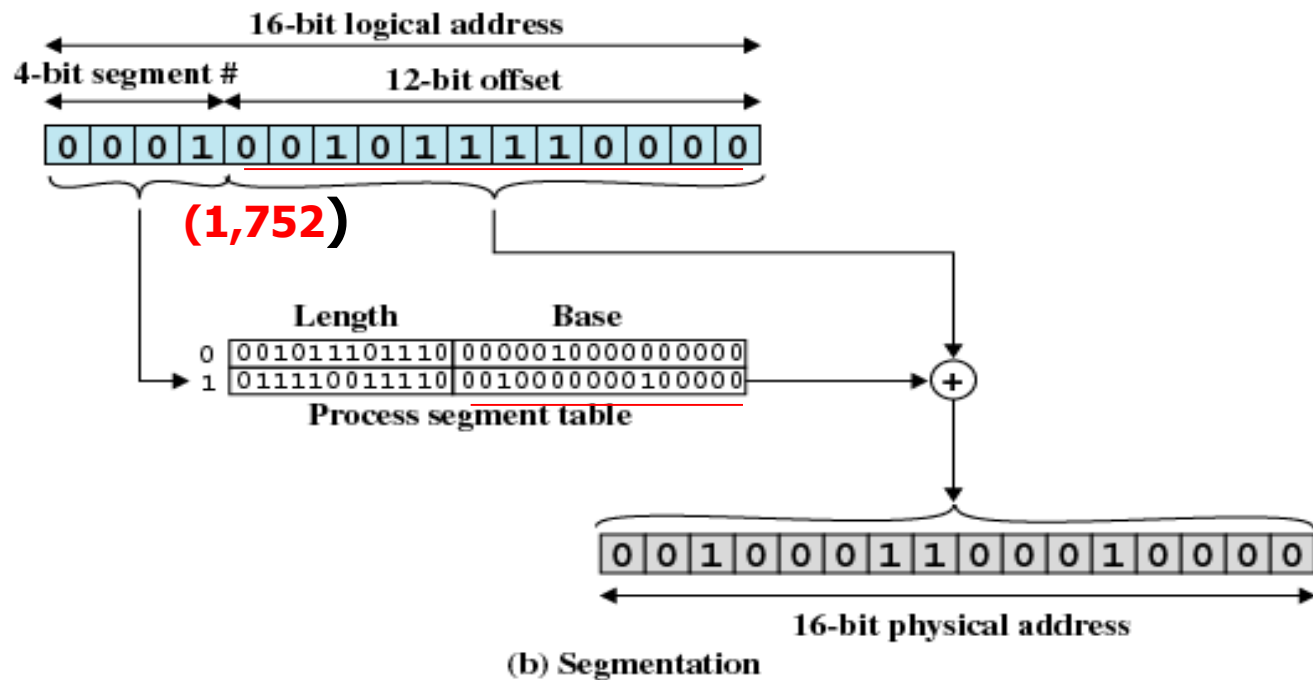 16-bit logical address
4-bit segment # 12-bit offset
0 0 0 1 0 0 1 0 1 1 1 1 0 0 0 0
(1,752)
Length Base
0 001011101110 0000010000000000
1 011110011110 0010000000100000
+
Process segment table
0 0 1 0 0 0 1 1 0 0 0 1 0 0 0 0
16-bit physical address
(b) Segmentation